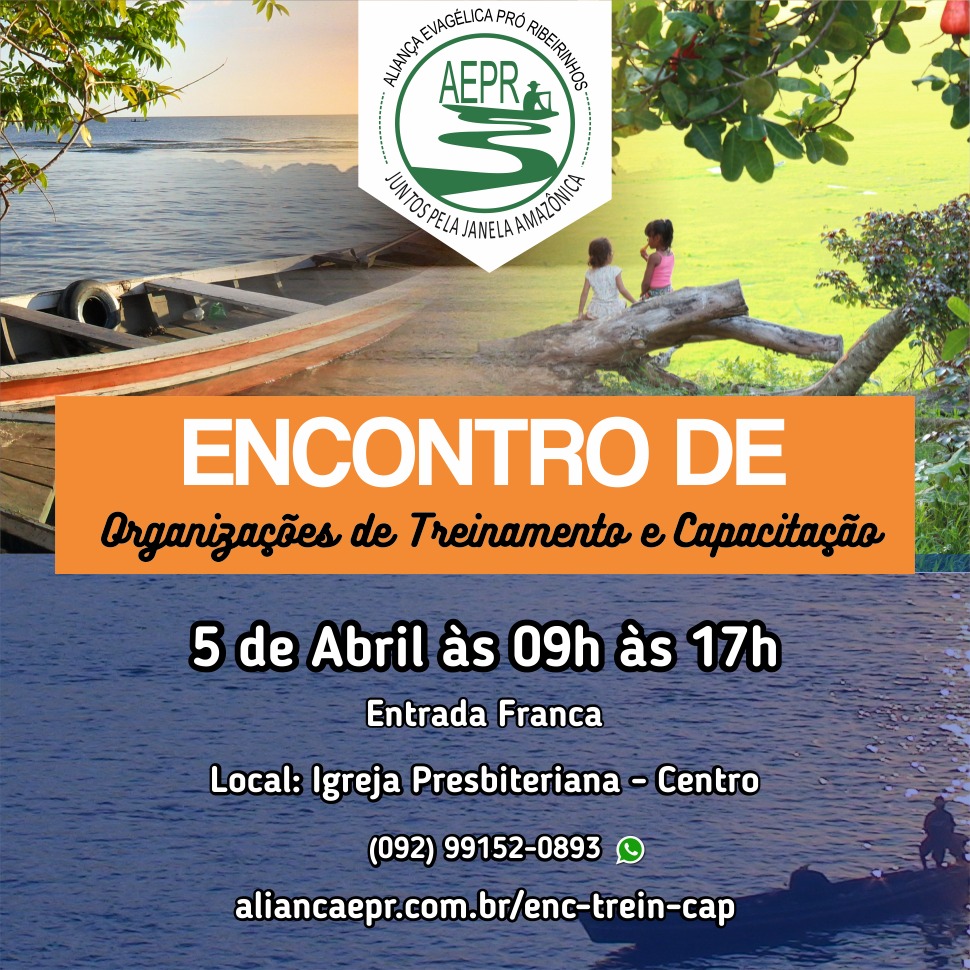 ALIANÇA EVAGÉLICA PRÓ RIBEIRINHOS
AEPR
JUNTOS PELA JANELA AMAZÔNICA
ENCONTRO DE
Organizações de Treinamento e Capacitação
5 de Abril às 09h às 17h
Entrada Franca
Local: Igreja Presbiteriana - Centro
(092) 99152-0893
aliancaepr.com.br/enc-trein-cap